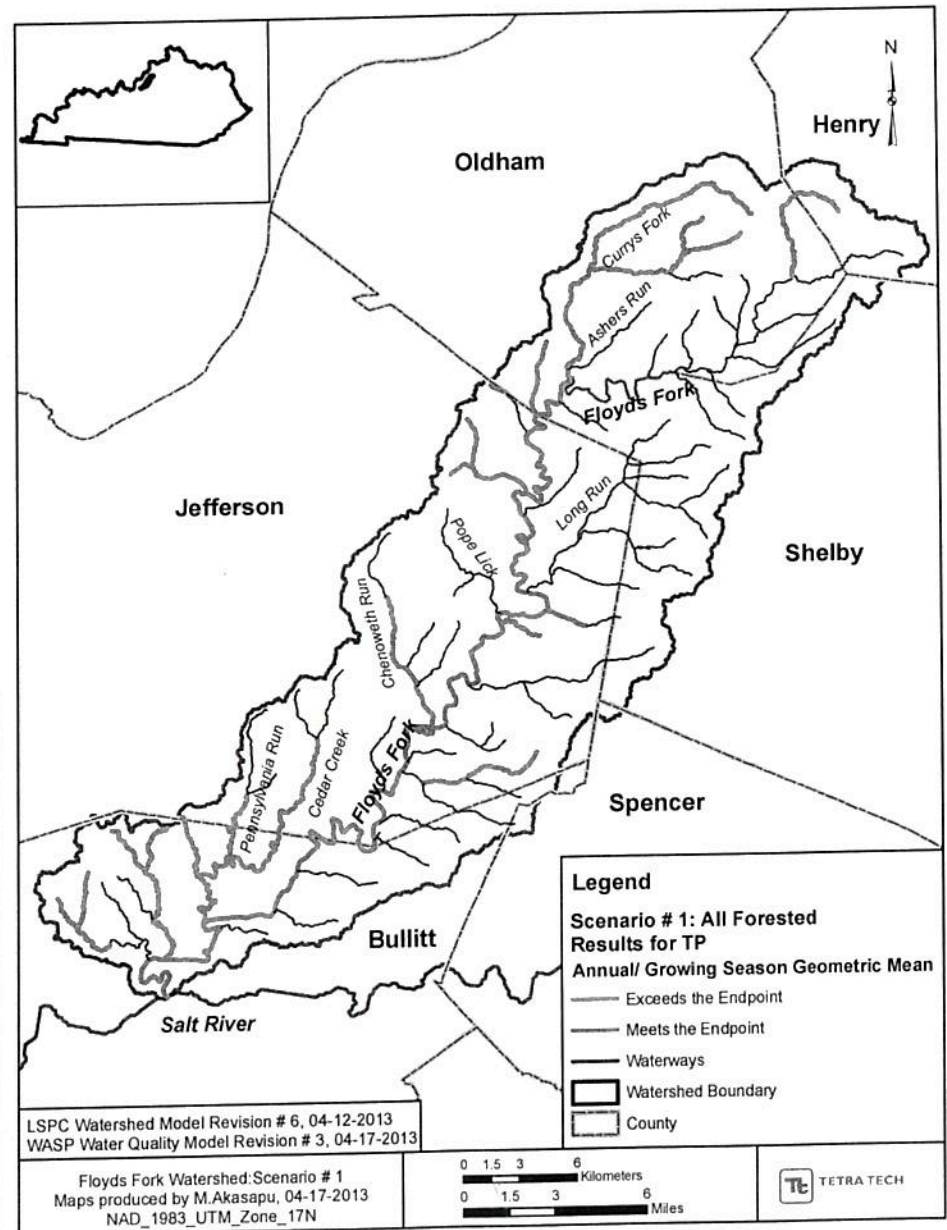 N
Henry
Oldham
Currys Fork
Ashers Run
Floyds Fork
Jefferson
Long Run
Pope Lick
Shelby
Chenoweth Run
Pennsylvania Run
Cedar Creek
Floyds Fork
Spencer
Bullitt
Salt River
Legend
Scenario # 1: All Forested
Results for TP
Annual/ Growing Season Geometric Mean
Exceeds the Endpoint
Meets the Endpoint
Waterways
Watershed Boundary
County
LSPC Watershed Model Revision # 6, 04-12-2013
WASP Water Quality Model Revision # 3, 04-17-2013
Floyds Fork Watershed:Scenario # 1
Maps produced by M.Akasapu, 04-17-2013
NAD_1983_UTM_Zone_17N
0 1.5 3 6
Kilometers
0 1.5 3 6
Miles
Tt TETRA TECH